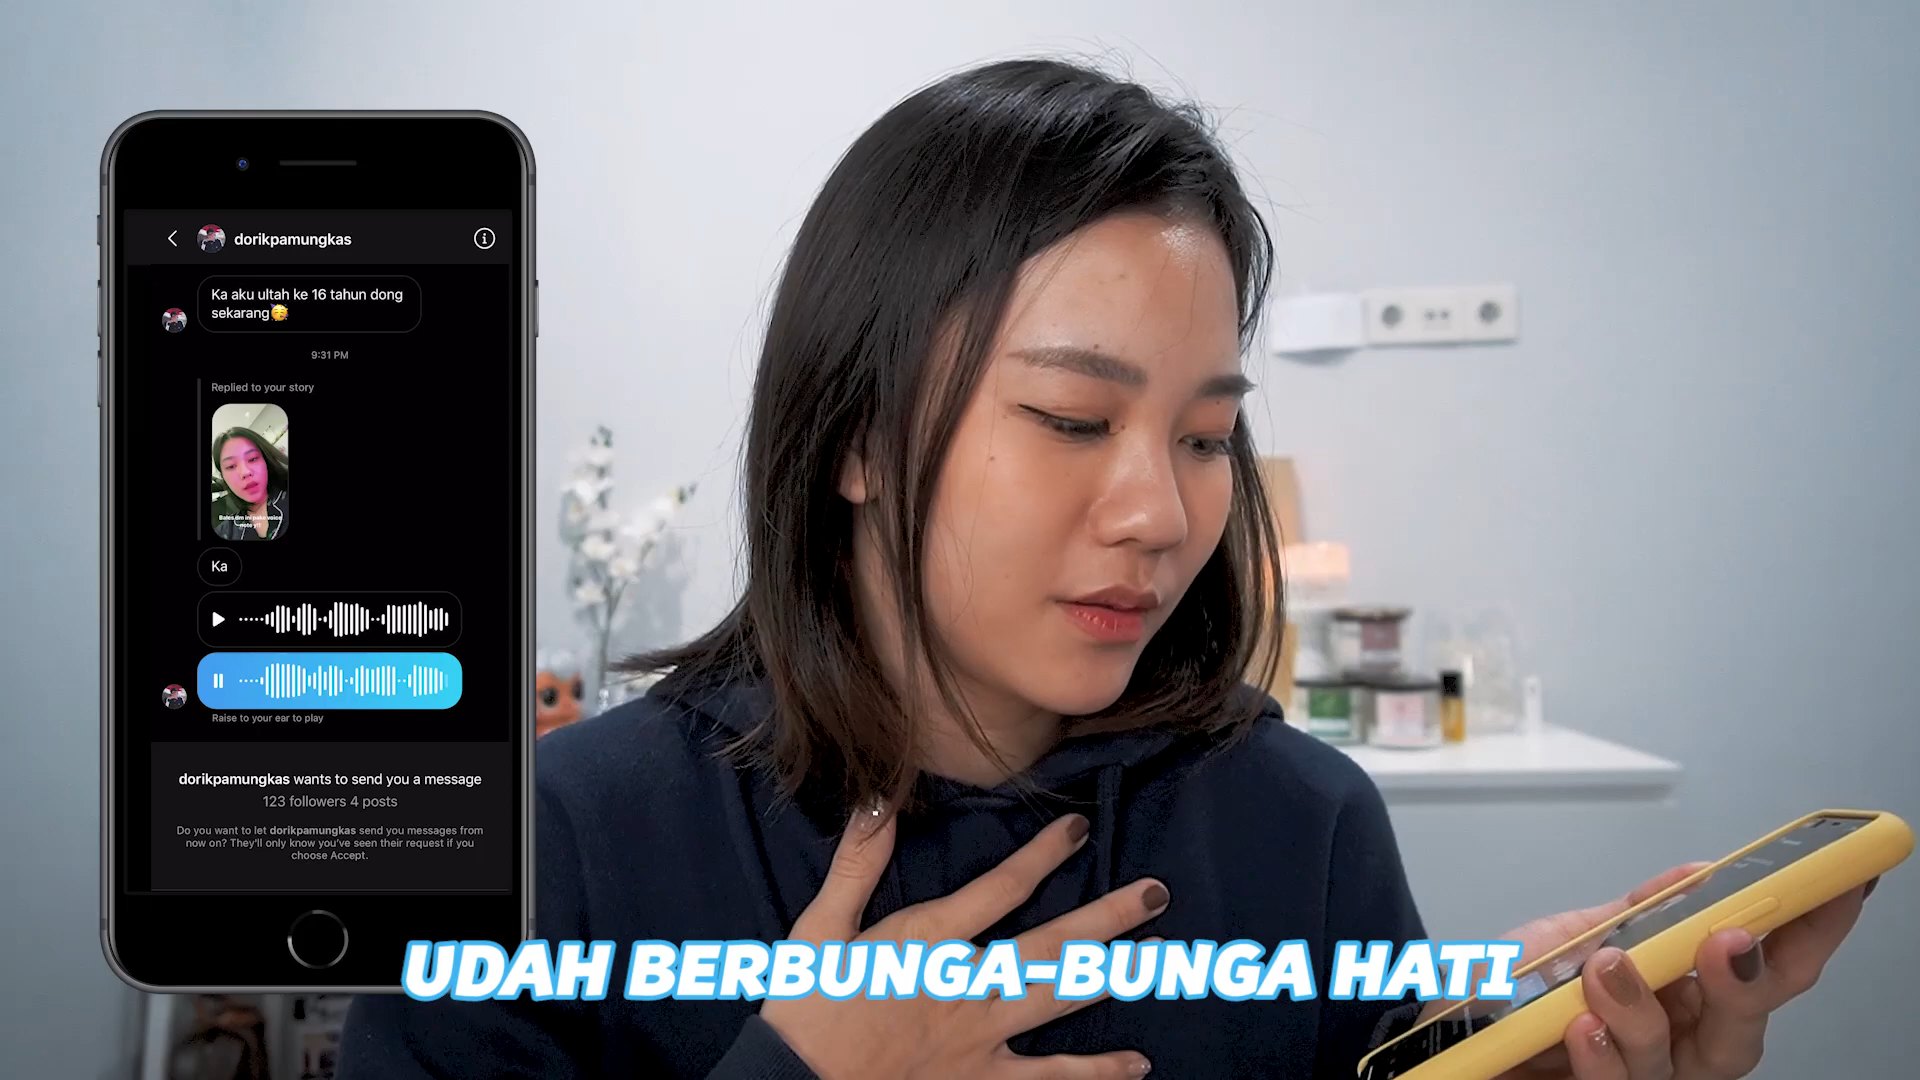 dorikpamungkas
Ka aku ultah ke 16 tahun dong
sekarang🥳
9:31 PM
Replied to your story
note y!!
Ka
Raise to your ear to play
dorikpamungkas wants to send you a message
123 followers 4 posts
Do you want to let dorikpamungkas send you messages from
now on? They'll only know you've seen their request if you
choose Accept.
UDAH BERBUNGA-BUNGA HATI